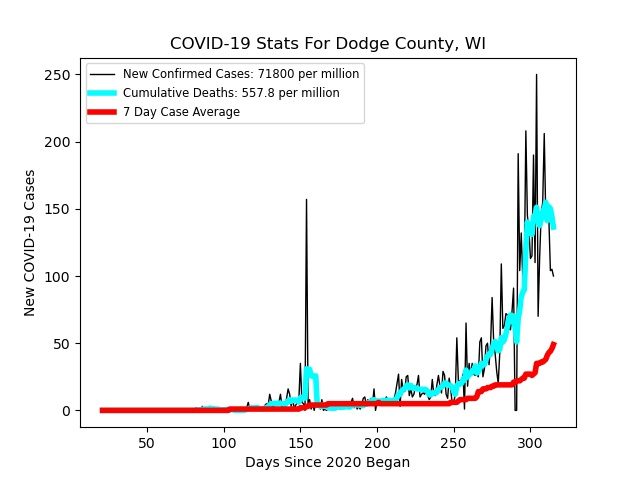 COVID-19 Stats For Dodge County, WI
New Confirmed Cases: 71800 per million
Cumulative Deaths: 557.8 per million
7 Day Case Average
New COVID-19 Cases
250
200
150
100
50
0
50 100 150 200 250 300
Days Since 2020 Began